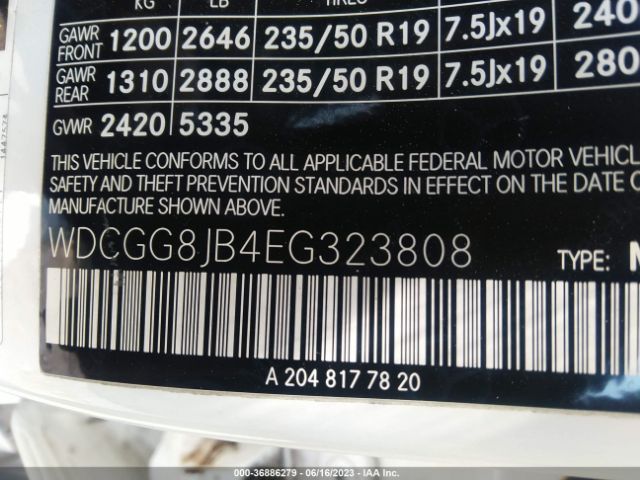 KG LB TIRES
GAWR FRONT 1200 2646 235/50 R19 7.5Jx19 240
GAWR REAR 1310 2888 235/50 R19 7.5Jx19 280
GVWR 2420 5335
THIS VEHICLE CONFORMS TO ALL APPLICABLE FEDERAL MOTOR VEHICL
SAFETY AND THEFT PREVENTION STANDARDS IN EFFECT ON THE DATE O
MANUFACTURE SHOWN ABOVE.
WDCGG8JB4EG323808
TYPE: M
A 204 817 78 20
000-36886279 - 06/16/2023 - IAA Inc.